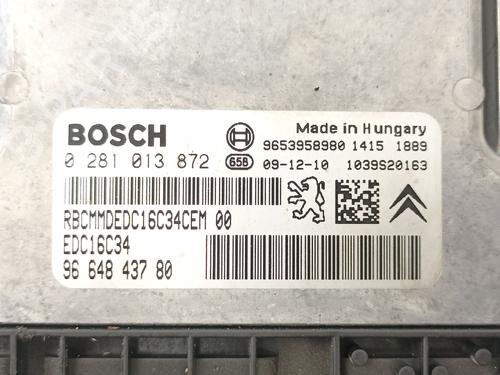 BOSCH
Made in Hungary
9653958980 1415 1889
0 281 013 872
658
09-12-10 1039S20163
RBCMMDEDC16C34CEM 00
EDC16C34
96 648 437 80